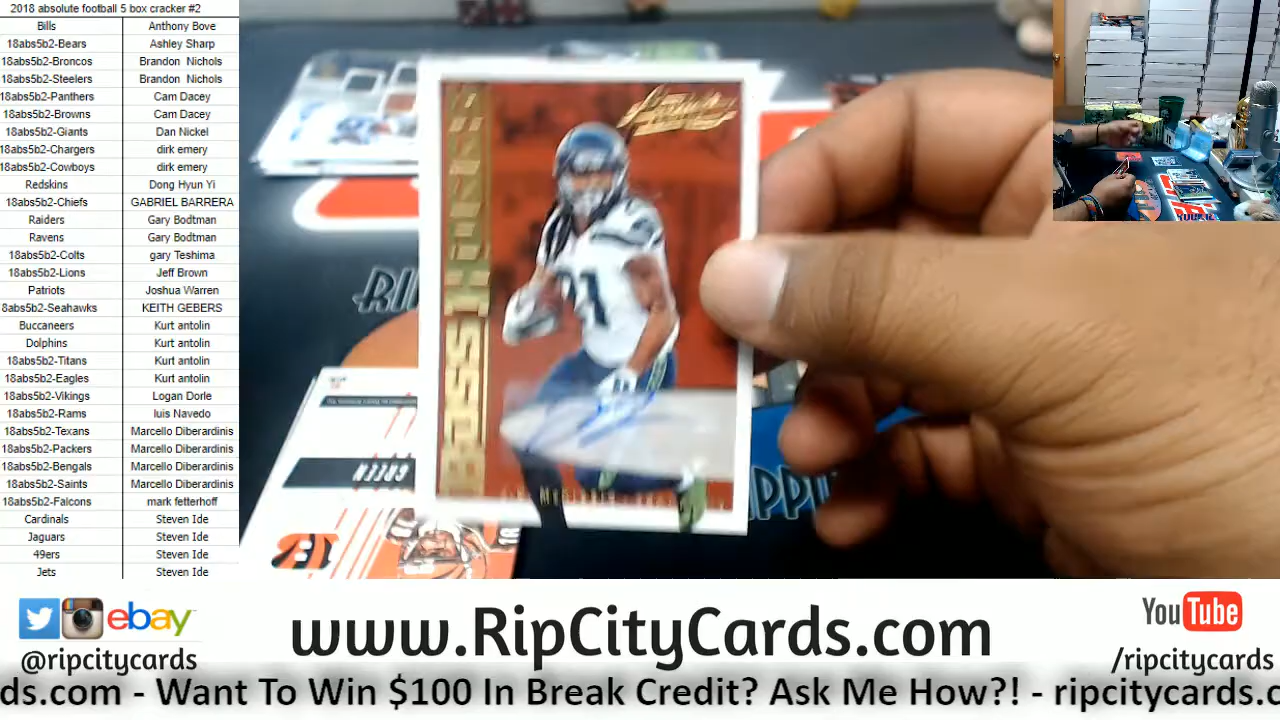 2018 absolute football 5 box cracker #2
Bills Anthony Bove
18abs5b2-Bears Ashley Sharp
18abs5b2-Broncos Brandon Nichols
18abs5b2-Steelers Brandon Nichols
18abs5b2-Panthers Cam Dacey
18abs5b2-Browns Cam Dacey
18abs5b2-Giants Dan Nickel
18abs5b2-Chargers dirk emery
18abs5b2-Cowboys dirk emery
Redskins Dong Hyun Yi
18abs5b2-Chiefs GABRIEL BARRERA
Raiders Gary Bodtman
Ravens Gary Bodtman
18abs5b2-Colts gary Teshima
18abs5b2-Lions Jeff Brown
Patriots Joshua Warren
8abs5b2-Seahawks KEITH GEBERS
Buccaneers Kurt antolin
Dolphins Kurt antolin
18abs5b2-Titans Kurt antolin
18abs5b2-Eagles Kurt antolin
18abs5b2-Vikings Logan Dorle
18abs5b2-Rams luis Navedo
18abs5b2-Texans Marcello Diberardinis
18abs5b2-Packers Marcello Diberardinis
18abs5b2-Bengals Marcello Diberardinis
18abs5b2-Saints Marcello Diberardinis
18abs5b2-Falcons mark fetterhoff
Cardinals Steven Ide
Jaguars Steven Ide
49ers Steven Ide
Jets Steven Ide
BOSS H
GREEN
ebay
@ripcitycards
www.RipCityCards.com
YouTube
/ripcitycards
ds.com - Want To Win $100 In Break Credit? Ask Me How?! - ripcitycards.c